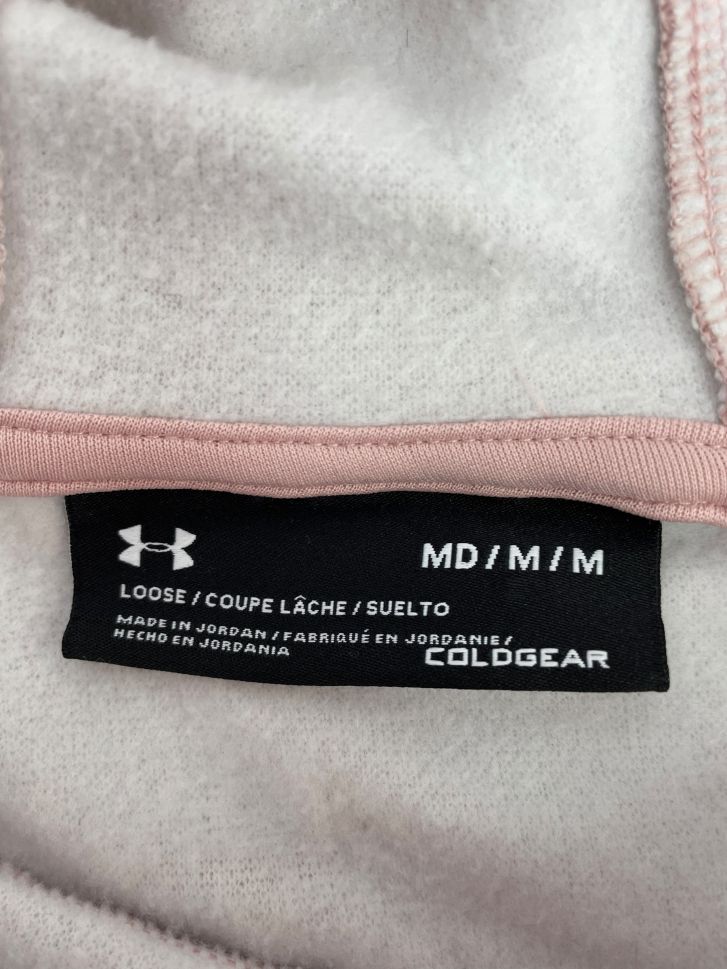 MD / M / M
LOOSE / COUPE LÂCHE / SUELTO
MADE IN JORDAN / FABRIQUÉ EN JORDANIE /
HECHO EN JORDANIA
COLDGEAR